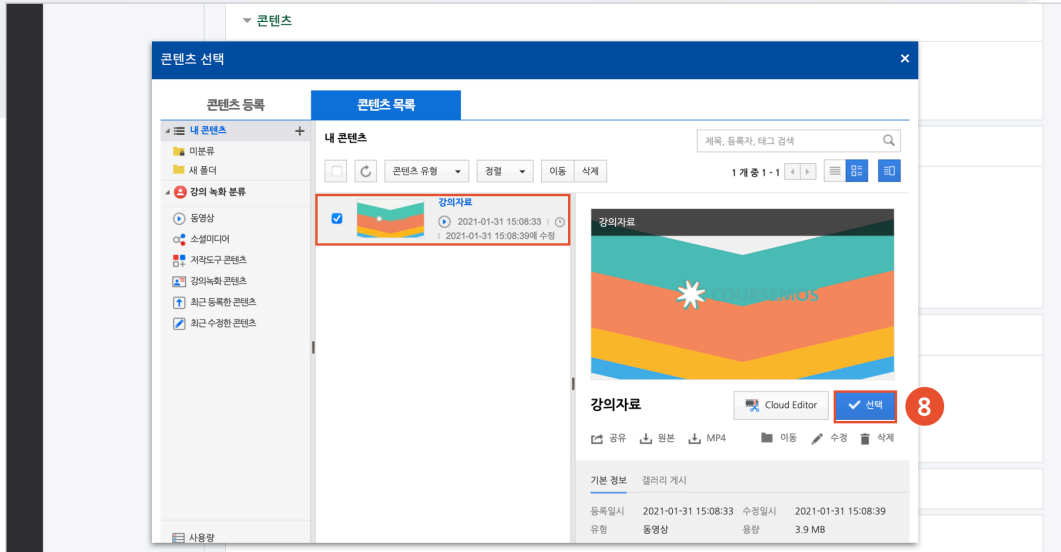 콘텐츠
콘텐츠 선택
콘텐츠 등록
콘텐츠 목록
내 콘텐츠
미분류
새 폴더
강의 녹화 분류
동영상
소셜미디어
저작도구 콘텐츠
강의녹화 콘텐츠
최근 등록한 콘텐츠
최근 수정한 콘텐츠
사용량
내 콘텐츠
제목, 등록자, 태그 검색
콘텐츠 유형 정렬 이동 삭제 1 개 중 1 - 1
강의자료
2021-01-31 15:08:33
2021-01-31 15:08:39에 수정
강의자료
COURSEMOS
강의자료 Cloud Editor 선택 8
공유 원본 MP4 이동 수정 삭제
기본 정보 갤러리 게시
등록일시 2021-01-31 15:08:33 수정일시 2021-01-31 15:08:39
유형 동영상 용량 3.9 MB